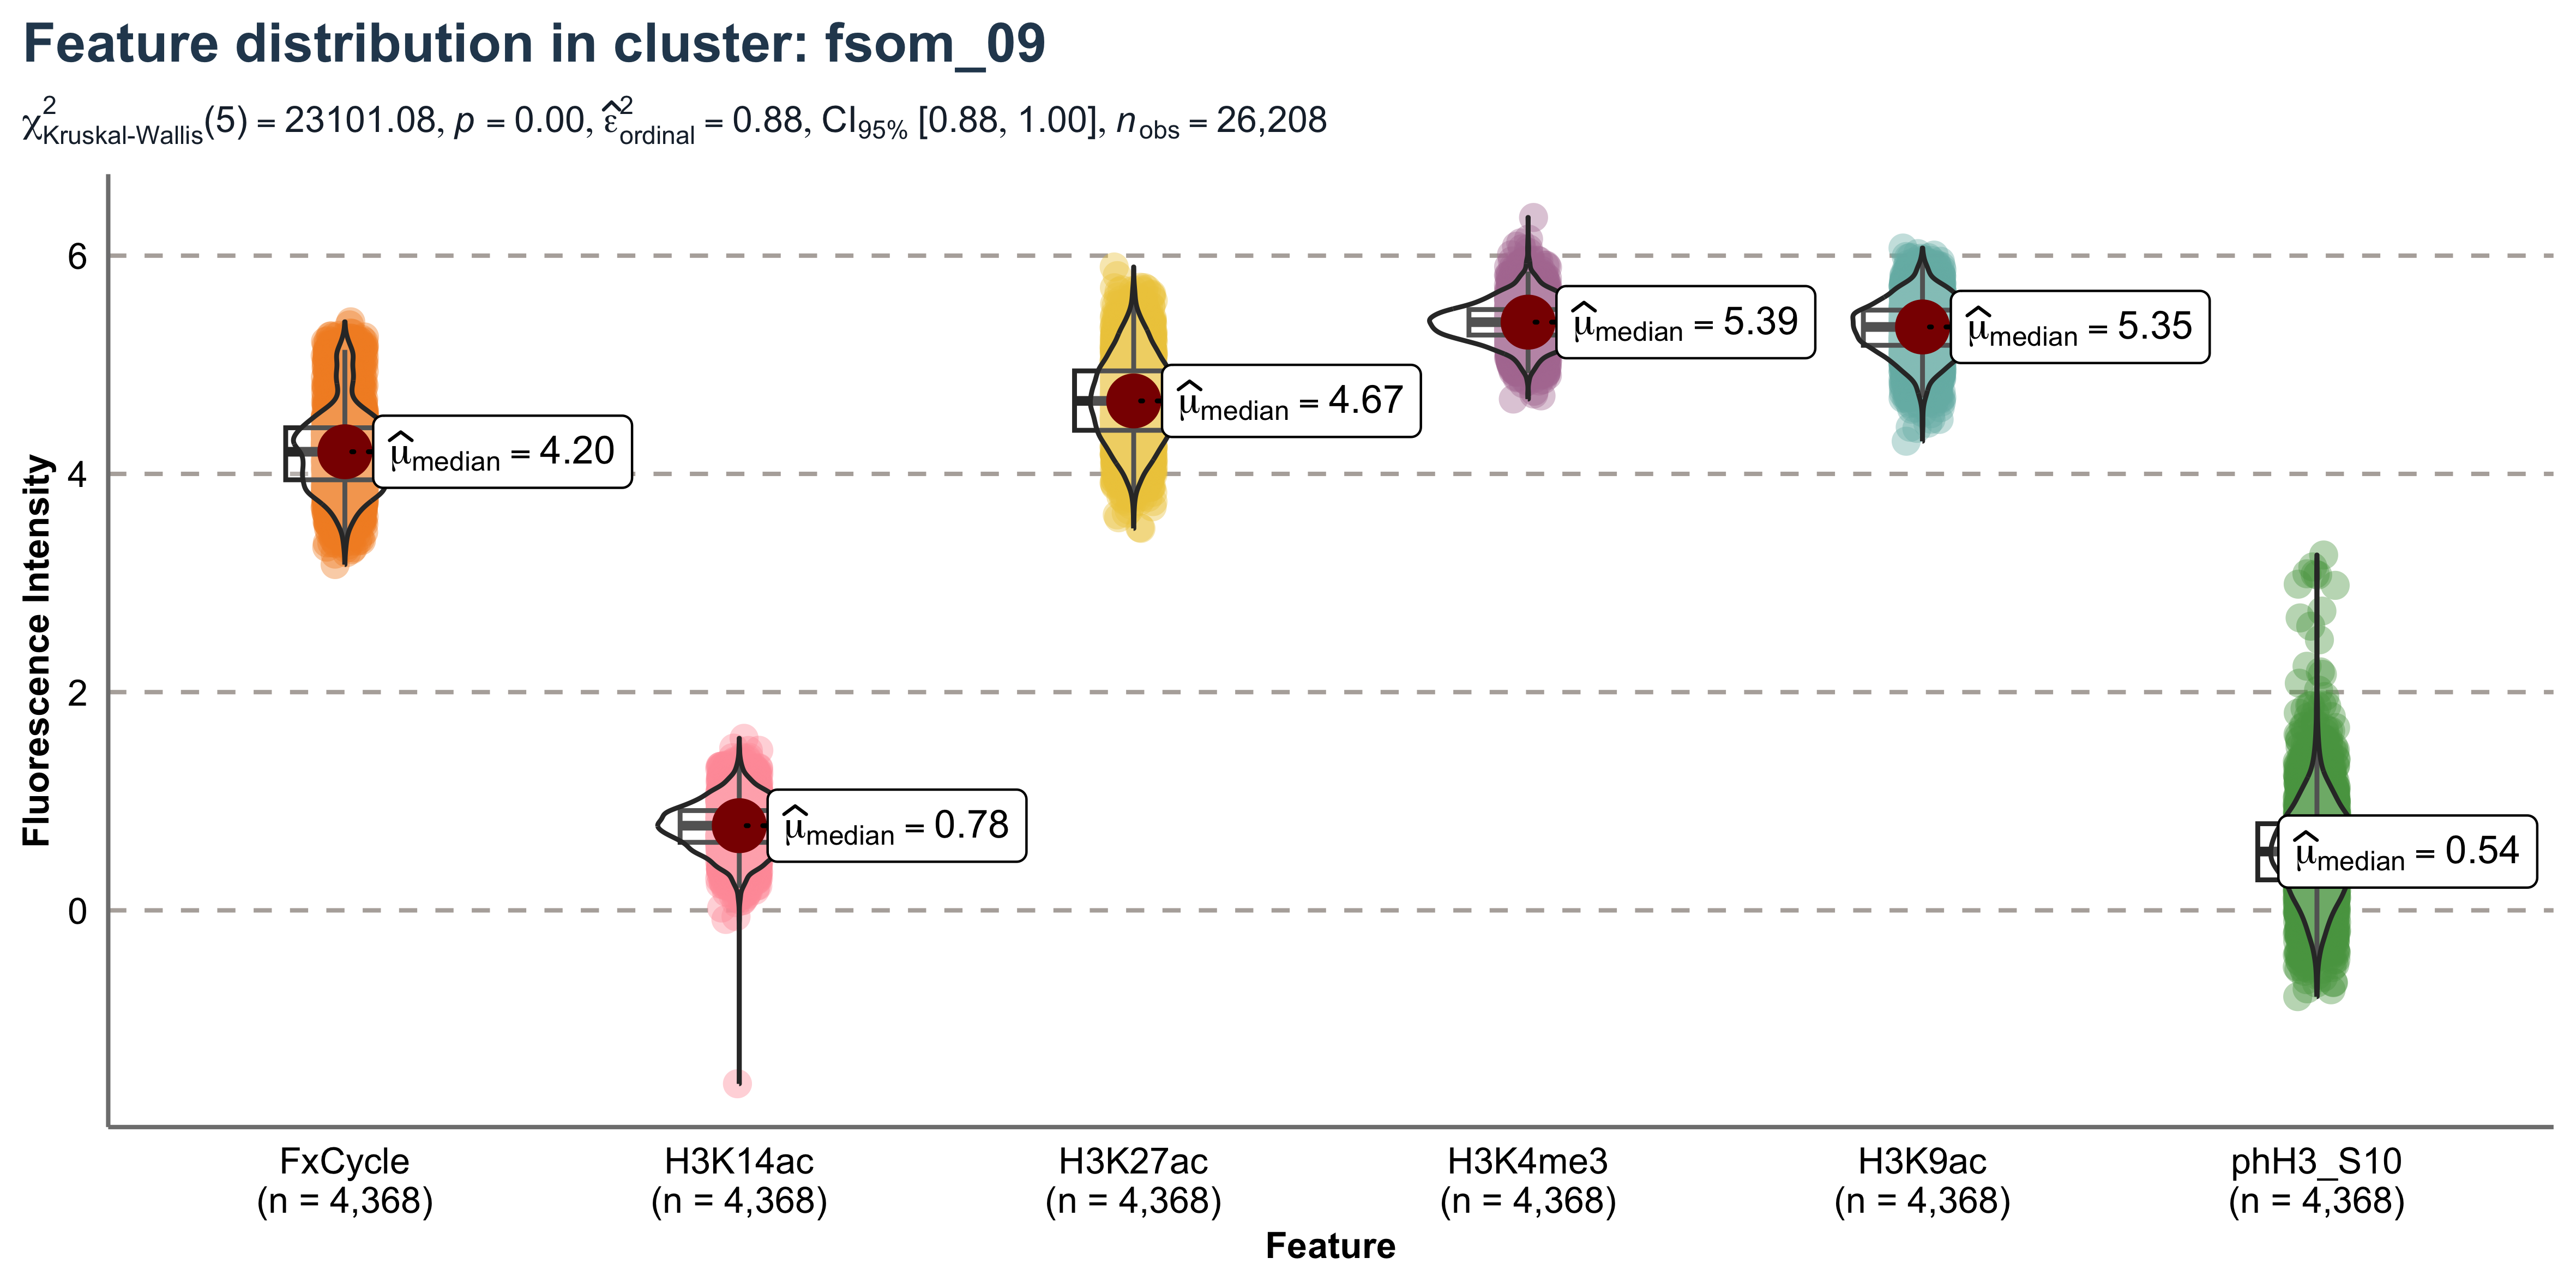 Feature distribution in cluster: fsom_09
χ²Kruskal-Wallis(5) = 23101.08, p = 0.00, ε̂²ordinal = 0.88, CI95% [0.88, 1.00], nobs = 26,208
Fluorescence Intensity
6
4
2
0
μ̂median = 4.20
μ̂median = 0.78
μ̂median = 4.67
μ̂median = 5.39
μ̂median = 5.35
μ̂median = 0.54
FxCycle
(n = 4,368)
H3K14ac
(n = 4,368)
H3K27ac
(n = 4,368)
H3K4me3
(n = 4,368)
H3K9ac
(n = 4,368)
phH3_S10
(n = 4,368)
Feature